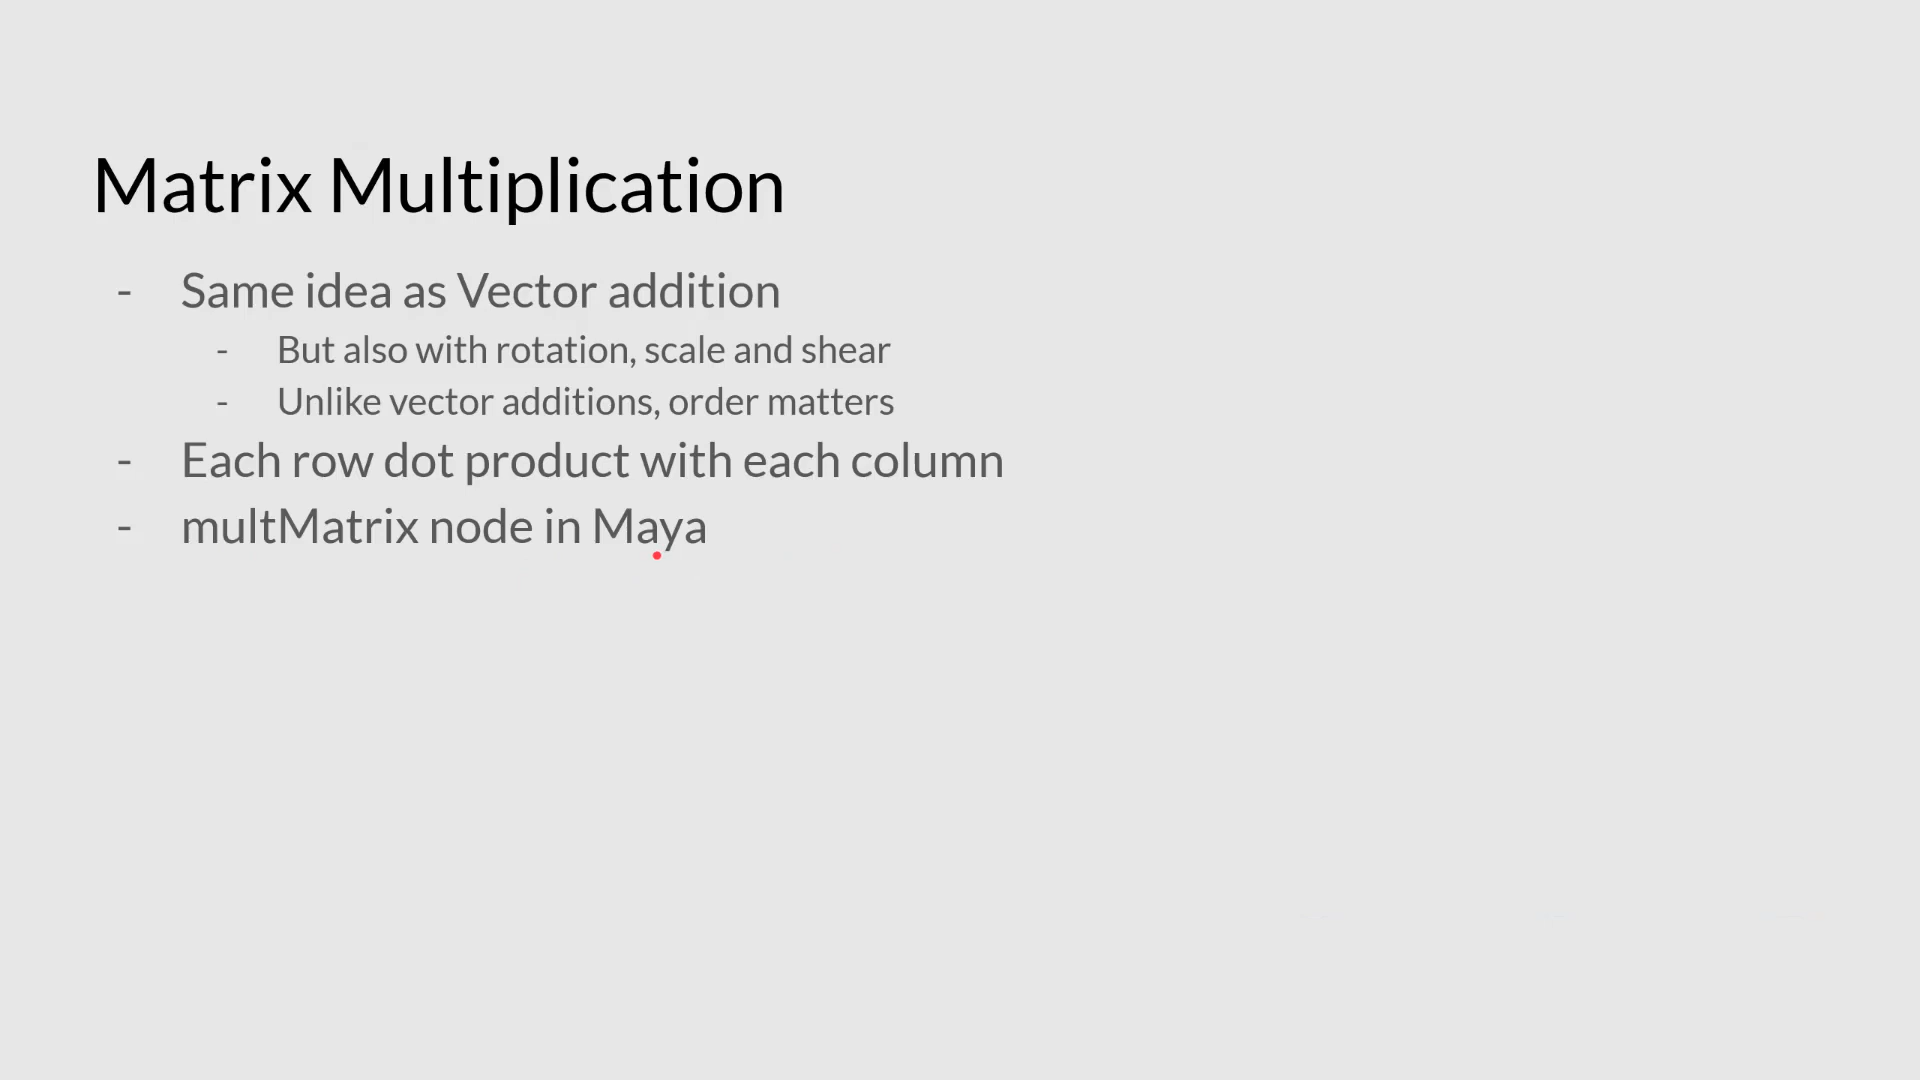 Matrix Multiplication
- Same idea as Vector addition
- But also with rotation, scale and shear
- Unlike vector additions, order matters
- Each row dot product with each column
- multMatrix node in Maya